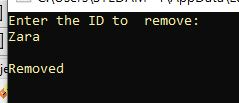 Enter the ID to  remove:
Zara
Removed